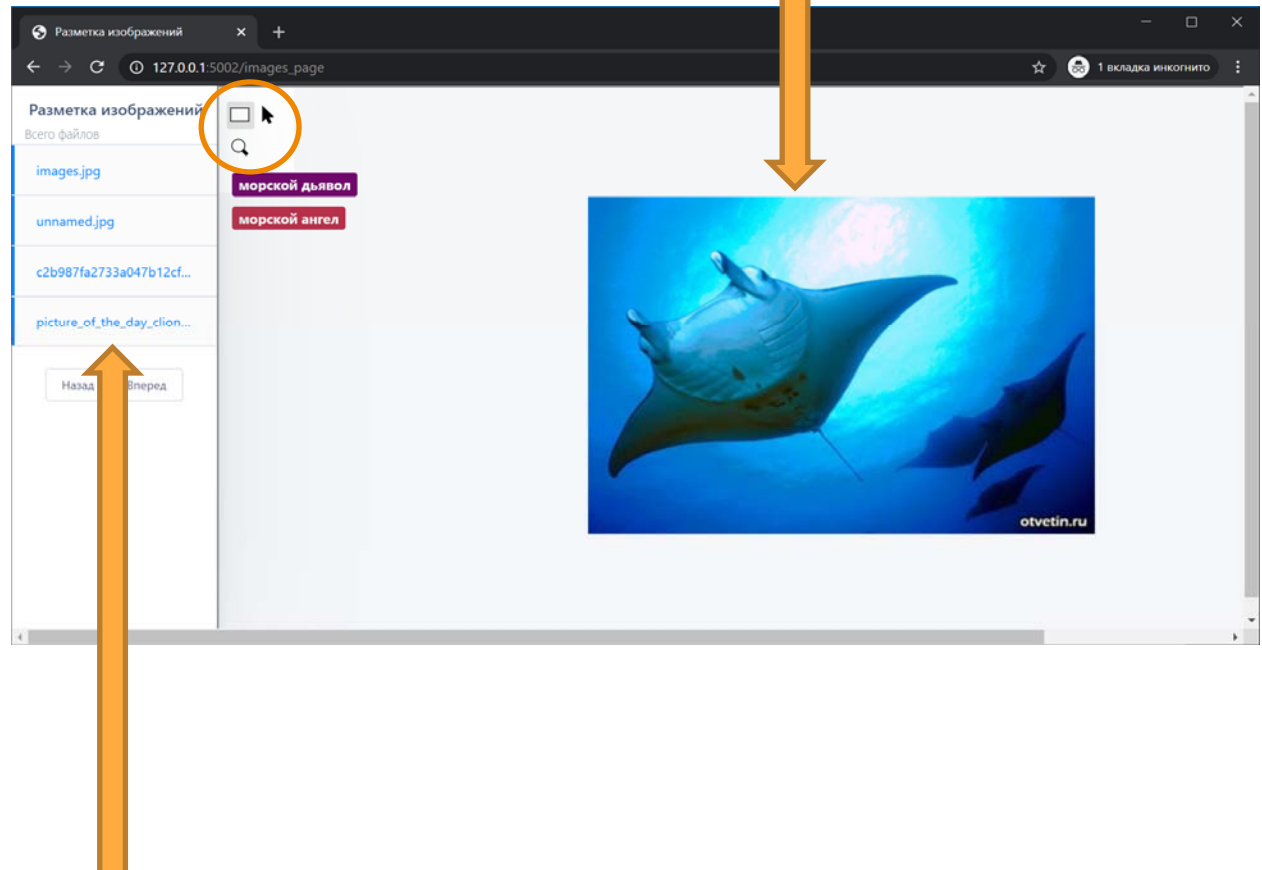 Разметка изображений
127.0.0.1:5002/images_page
1 вкладка инкогнито
Разметка изображений
Всего файлов
images.jpg
unnamed.jpg
c2b987fa2733a047b12cf...
picture_of_the_day_clion...
Назад
Вперед
морской дьявол
морской ангел
otvetin.ru